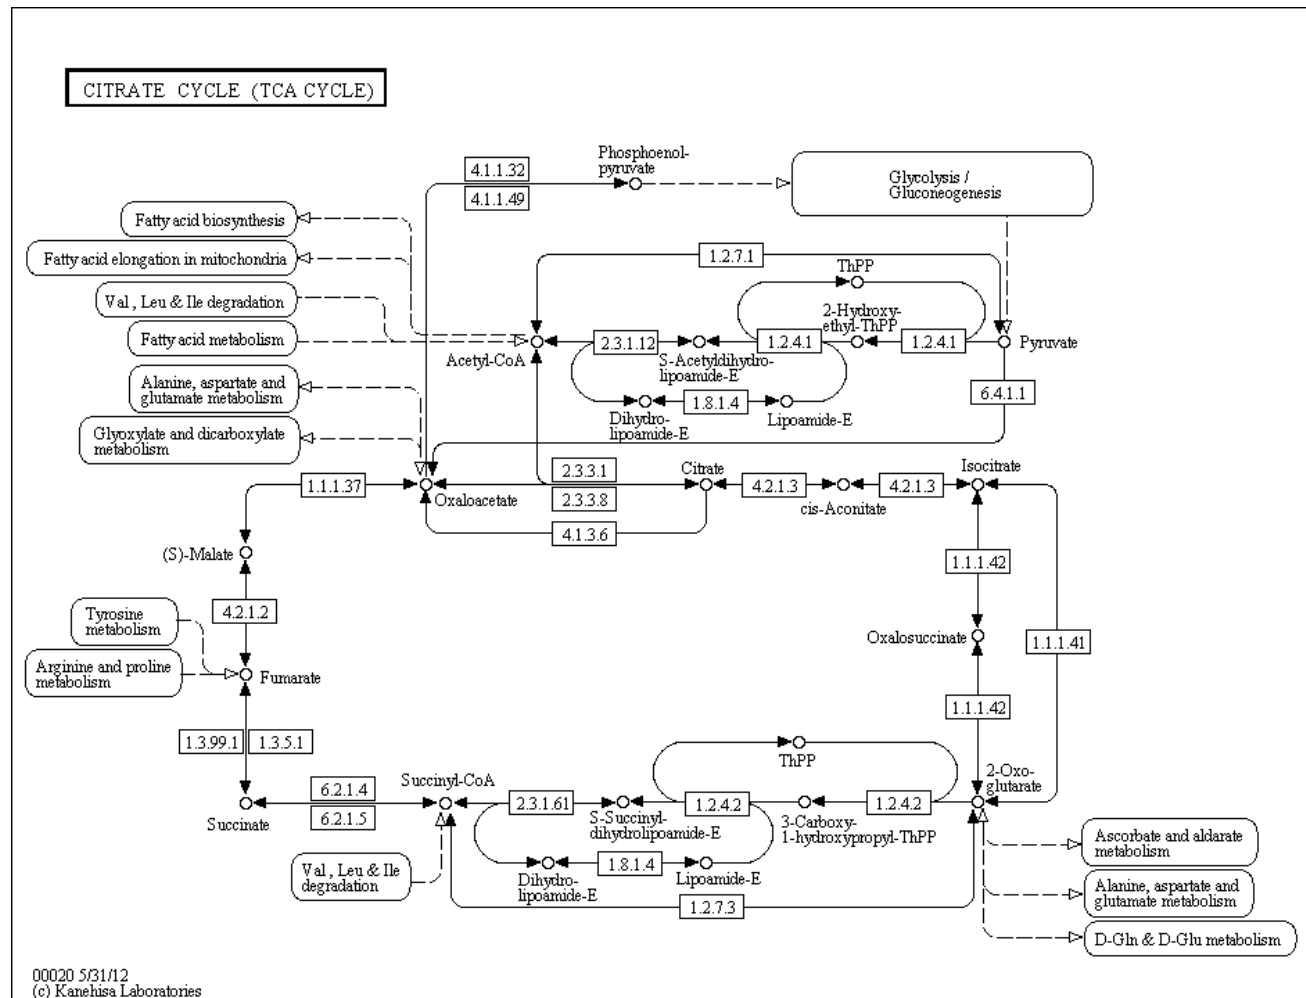 CITRATE CYCLE (TCA CYCLE)
Phosphoenol-
pyruvate
4.1.1.32
4.1.1.49
Glycolysis /
Gluconeogenesis
Fatty acid biosynthesis
Fatty acid elongation in mitochondria
Val , Leu & Ile degradation
Fatty acid metabolism
Alanine, aspartate and
glutamate metabolism
Glyoxylate and dicarboxylate
metabolism
1.2.7.1
ThPP
2-Hydroxy-
ethyl-ThPP
2.3.1.12
1.2.4.1
1.2.4.1
Acetyl-CoA
S-Acetyldihydro-
lipoamide-E
Pyruvate
6.4.1.1
1.8.1.4
Dihydro-
lipoamide-E
Lipoamide-E
1.1.1.37
Oxaloacetate
2.3.3.1
2.3.3.8
4.1.3.6
Citrate
4.2.1.3
cis-Aconitate
4.2.1.3
Isocitrate
(S)-Malate
1.1.1.42
4.2.1.2
Tyrosine
metabolism
Arginine and proline
metabolism
Fumarate
Oxalosuccinate
1.1.1.41
1.1.1.42
1.3.99.1
1.3.5.1
ThPP
6.2.1.4
6.2.1.5
Succinate
Succinyl-CoA
2.3.1.61
S-Succinyl-
dihydrolipoamide-E
1.2.4.2
3-Carboxy-
1-hydroxypropyl-ThPP
1.2.4.2
2-Oxo-
glutarate
Val , Leu & Ile
degradation
1.8.1.4
Dihydro-
lipoamide-E
Lipoamide-E
1.2.7.3
Ascorbate and aldarate
metabolism
Alanine, aspartate and
glutamate metabolism
D-Gln & D-Glu metabolism
00020 5/31/12
(c) Kanehisa Laboratories